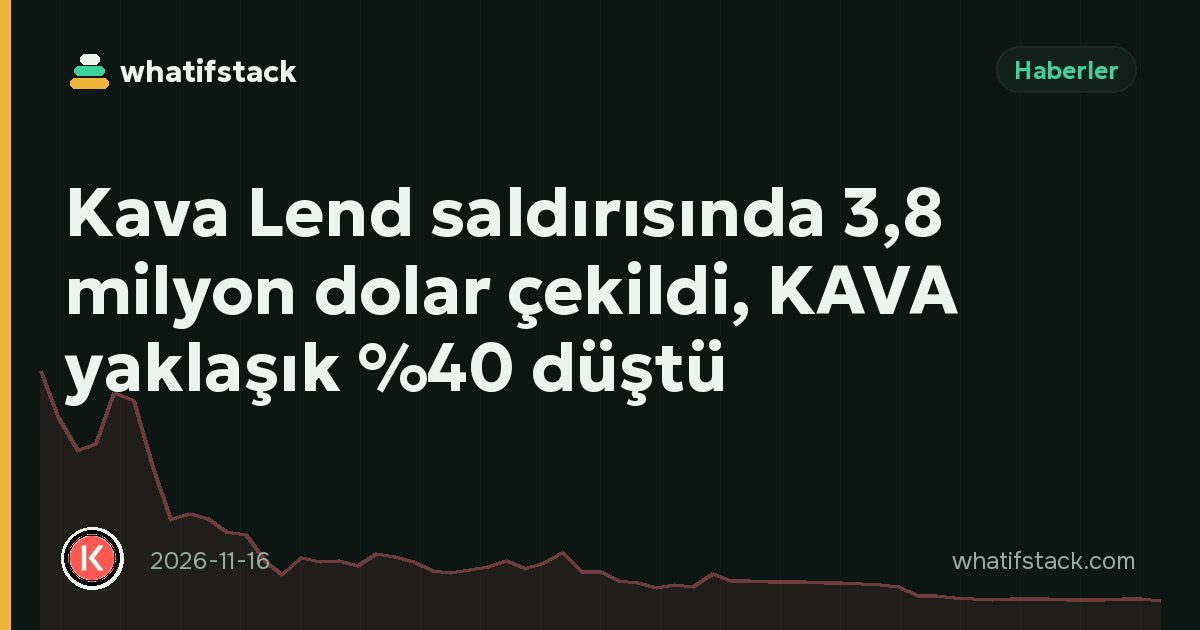 whatifstack
Haberler
Kava Lend saldırısında 3,8
milyon dolar çekildi, KAVA
yaklaşık %40 düştü
2026-11-16
whatifstack.com